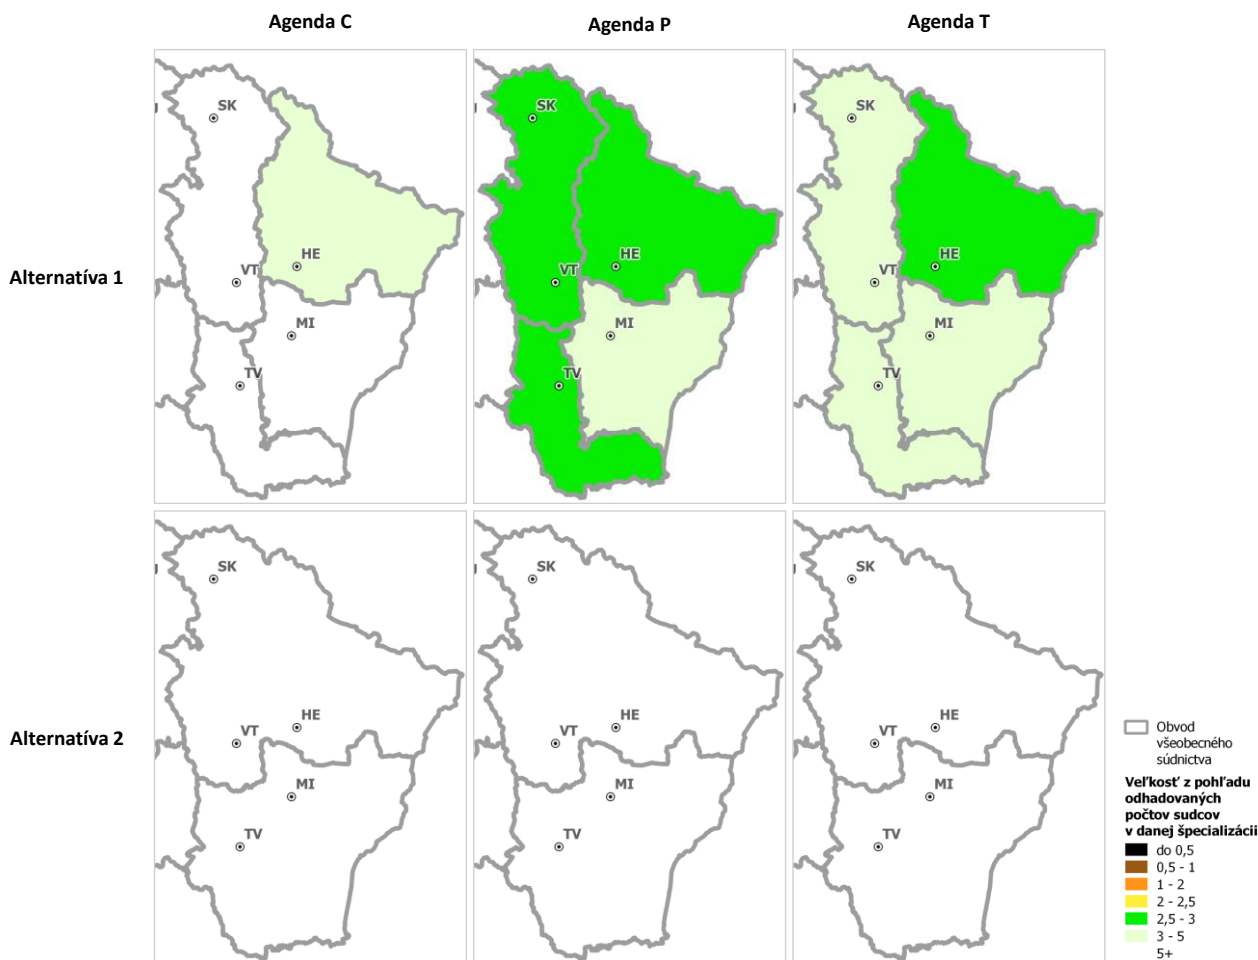 Agenda C
Agenda P
Agenda T
Alternatíva 1
SK
HE
VT
MI
TV
SK
HE
VT
MI
TV
SK
HE
VT
MI
TV
Alternatíva 2
SK
HE
VT
MI
TV
SK
HE
VT
MI
TV
SK
HE
VT
MI
TV
Obvod
všeobecného
súdnictva
Veľkosť z pohľadu
odhadovaných
počtov sudcov
v danej špecializácii
do 0,5
0,5 - 1
1 - 2
2 - 2,5
2,5 - 3
3 - 5
5+